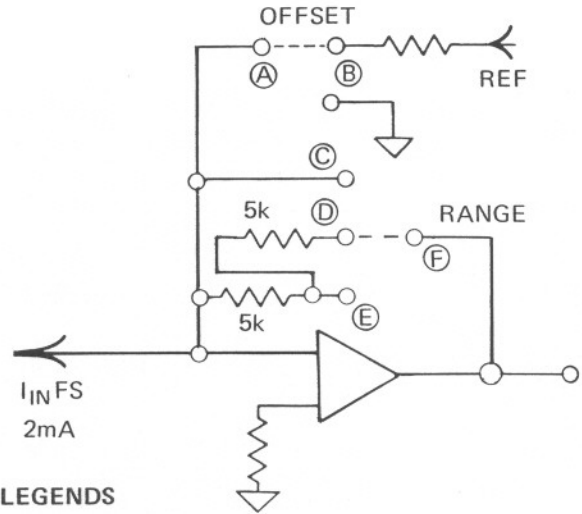 OFFSET
A
B
REF
C
5k
D
RANGE
F
5k
E
I_IN FS
2mA
LEGENDS